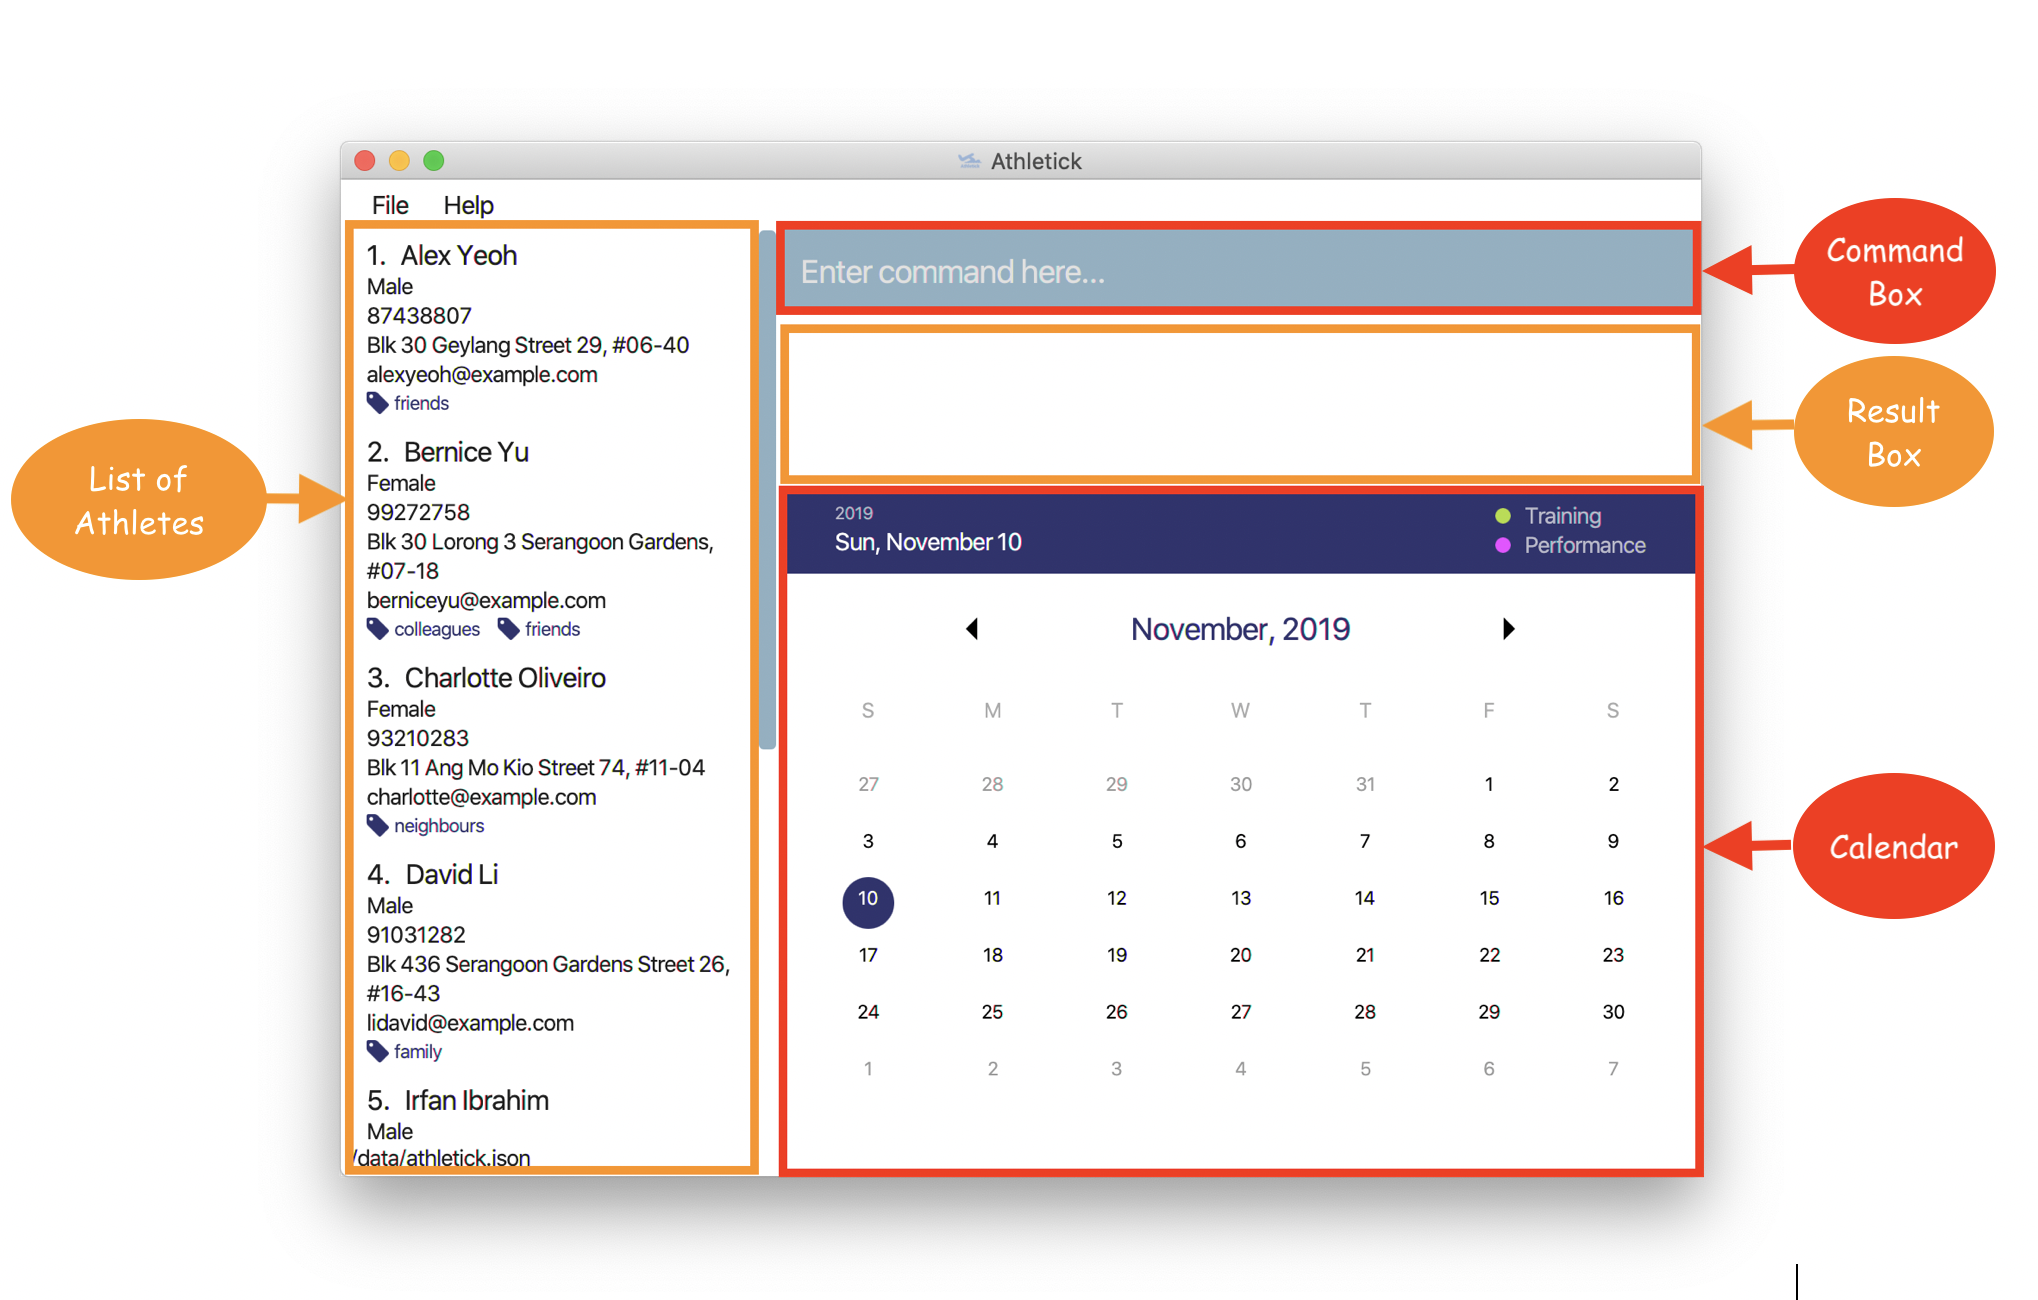 Athletick
File Help
1. Alex Yeoh
Male
87438807
Blk 30 Geylang Street 29, #06-40
alexyeoh@example.com
friends
2. Bernice Yu
Female
99272758
Blk 30 Lorong 3 Serangoon Gardens,
#07-18
berniceyu@example.com
colleagues friends
3. Charlotte Oliveiro
Female
93210283
Blk 11 Ang Mo Kio Street 74, #11-04
charlotte@example.com
neighbours
4. David Li
Male
91031282
Blk 436 Serangoon Gardens Street 26,
#16-43
lidavid@example.com
family
5. Irfan Ibrahim
Male
/data/athletick.json
List of
Athletes
Enter command here...
Command
Box
Result
Box
2019
Sun, November 10
Training
Performance
November, 2019
S M T W T F S
27 28 29 30 31 1 2
3 4 5 6 7 8 9
10 11 12 13 14 15 16
17 18 19 20 21 22 23
24 25 26 27 28 29 30
1 2 3 4 5 6 7
Calendar